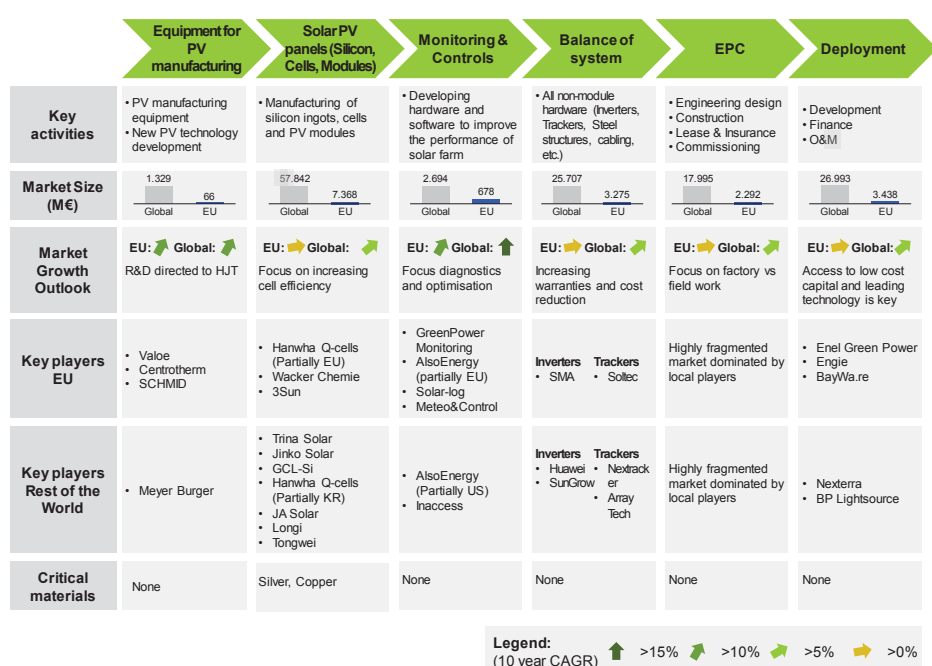 Equipment for
PV
manufacturing
Solar PV
panels (Silicon,
Cells, Modules)
Monitoring &
Controls
Balance of
system
EPC
Deployment
Key
activities
• PV manufacturing
equipment
• New PV technology
development
• Manufacturing of
silicon ingots, cells
and PV modules
• Developing
hardware and
software to improve
the performance of
solar farm
• All non-module
hardware (Inverters,
Trackers, Steel
structures, cabling,
etc.)
• Engineering design
• Construction
• Lease & Insurance
• Commissioning
• Development
• Finance
• O&M
Market Size
(M€)
1.329
66
Global
EU
57.842
7.368
Global
EU
2.694
678
Global
EU
25.707
3.275
Global
EU
17.995
2.292
Global
EU
26.993
3.438
Global
EU
Market
Growth
Outlook
EU: Global:
R&D directed to HJT
EU: Global:
Focus on increasing
cell efficiency
EU: Global:
Focus diagnostics
and optimisation
EU: Global:
Increasing
warranties and cost
reduction
EU: Global:
Focus on factory vs
field work
EU: Global:
Access to low cost
capital and leading
technology is key
Key players
EU
• Valoe
• Centrotherm
• SCHMID
• Hanwha Q-cells
(Partially EU)
• Wacker Chemie
• 3Sun
• GreenPower
Monitoring
• AlsoEnergy
(partially EU)
• Solar-log
• Meteo&Control
Inverters
• SMA
Trackers
• Soltec
Highly fragmented
market dominated by
local players
• Enel Green Power
• Engie
• BayWa.re
Key players
Rest of the
World
• Meyer Burger
• Trina Solar
• Jinko Solar
• GCL-Si
• Hanwha Q-cells
(Partially KR)
• JA Solar
• Longi
• Tongwei
• AlsoEnergy
(Partially US)
• Inaccess
Inverters
• Huawei
• SunGrow
Trackers
• Nextrack
er
• Array
Tech
Highly fragmented
market dominated by
local players
• Nexterra
• BP Lightsource
Critical
materials
None
Silver, Copper
None
None
None
None
Legend:
(10 year CAGR)
>15%
>10%
>5%
>0%